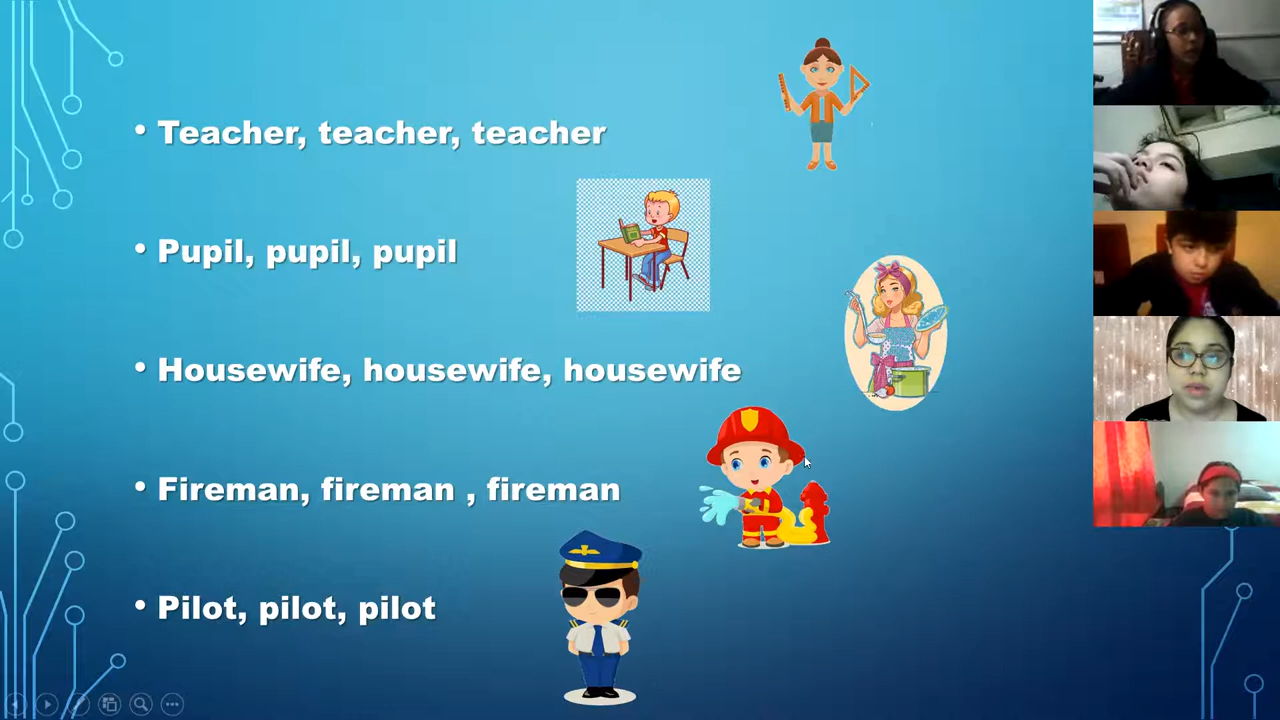 • Teacher, teacher, teacher
• Pupil, pupil, pupil
• Housewife, housewife, housewife
• Fireman, fireman , fireman
• Pilot, pilot, pilot